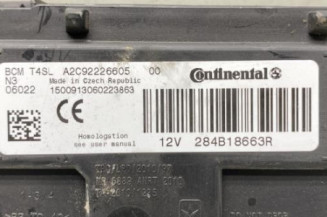 BCM T4SL A2C92226605 00
Continental
N3 Made in Czech Republic
06022 1500913060223863
CE
Homologation
see user manual
12V 284B18663R